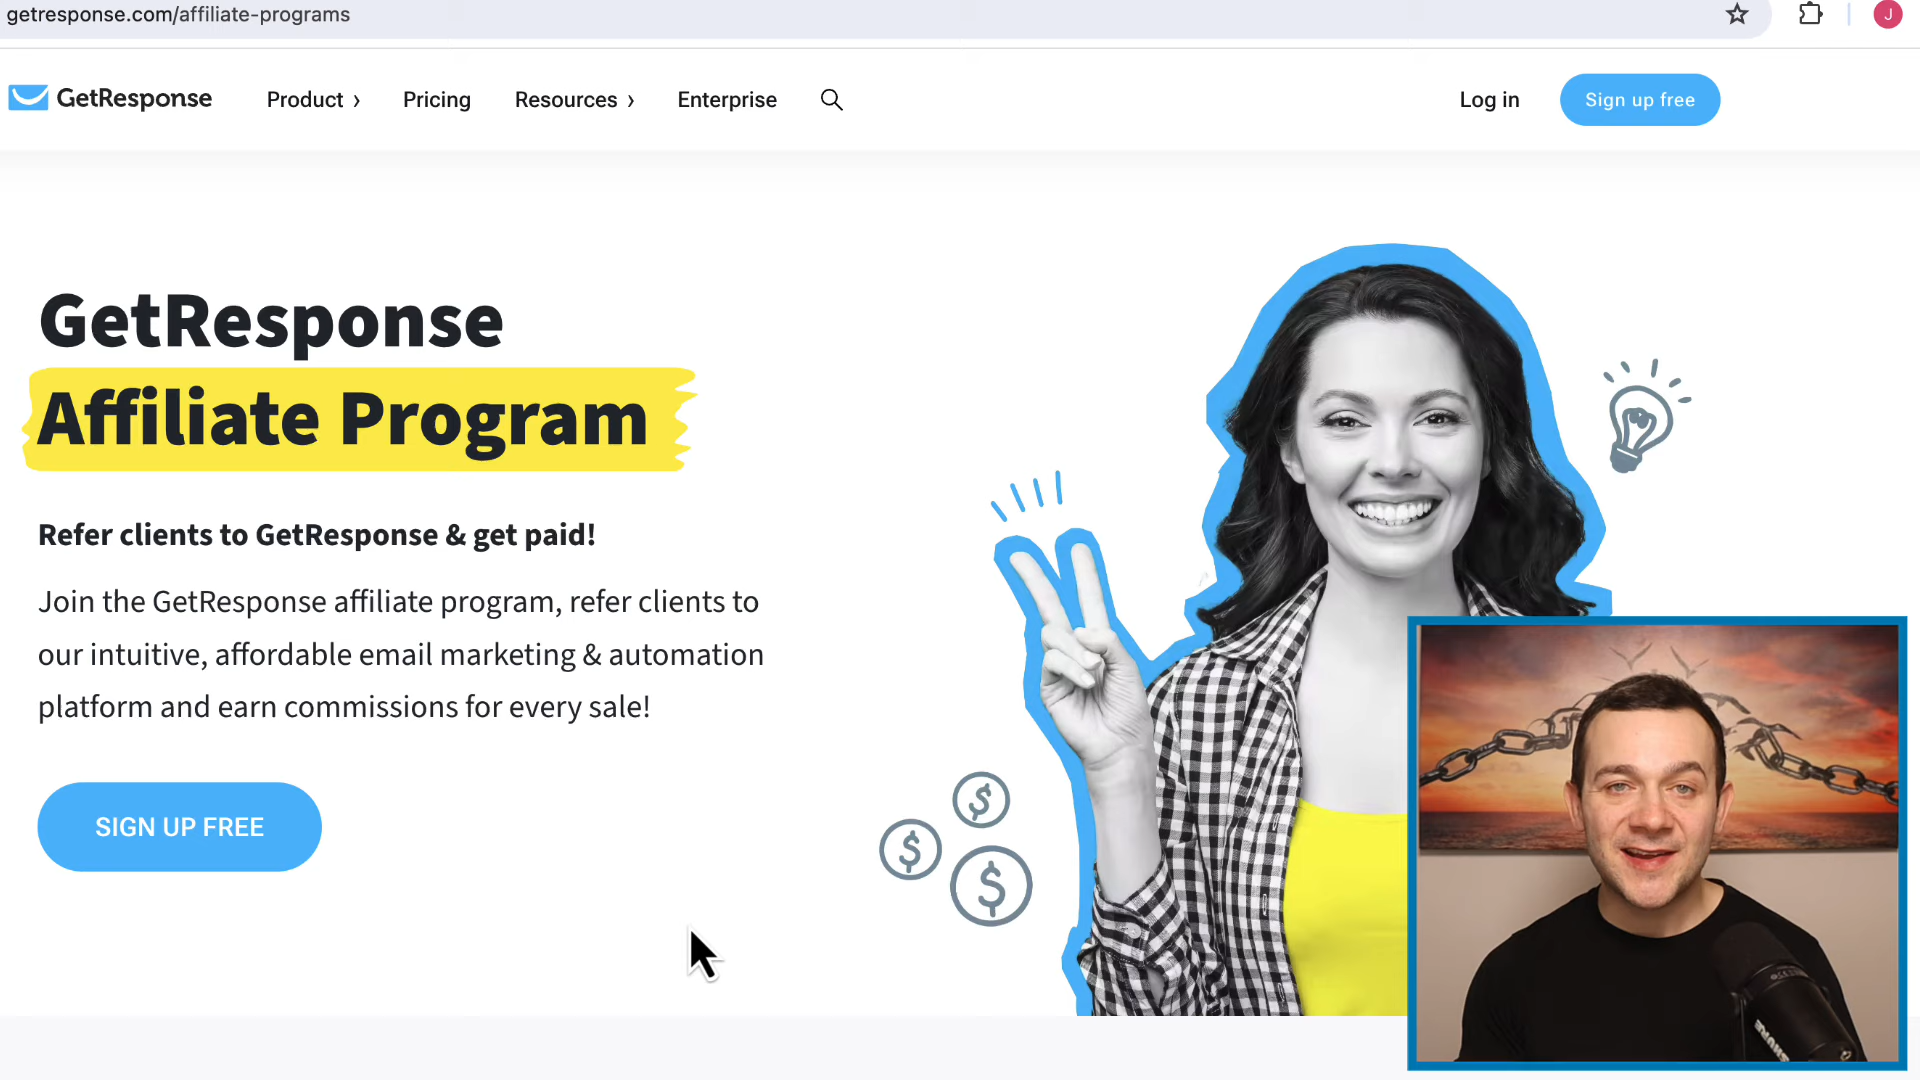 getresponse.com/affiliate-programs
J
GetResponse
Product
Pricing
Resources
Enterprise
Log in
Sign up free
GetResponse
Affiliate Program
Refer clients to GetResponse & get paid!
Join the GetResponse affiliate program, refer clients to
our intuitive, affordable email marketing & automation
platform and earn commissions for every sale!
SIGN UP FREE
$
$
$
SHURE